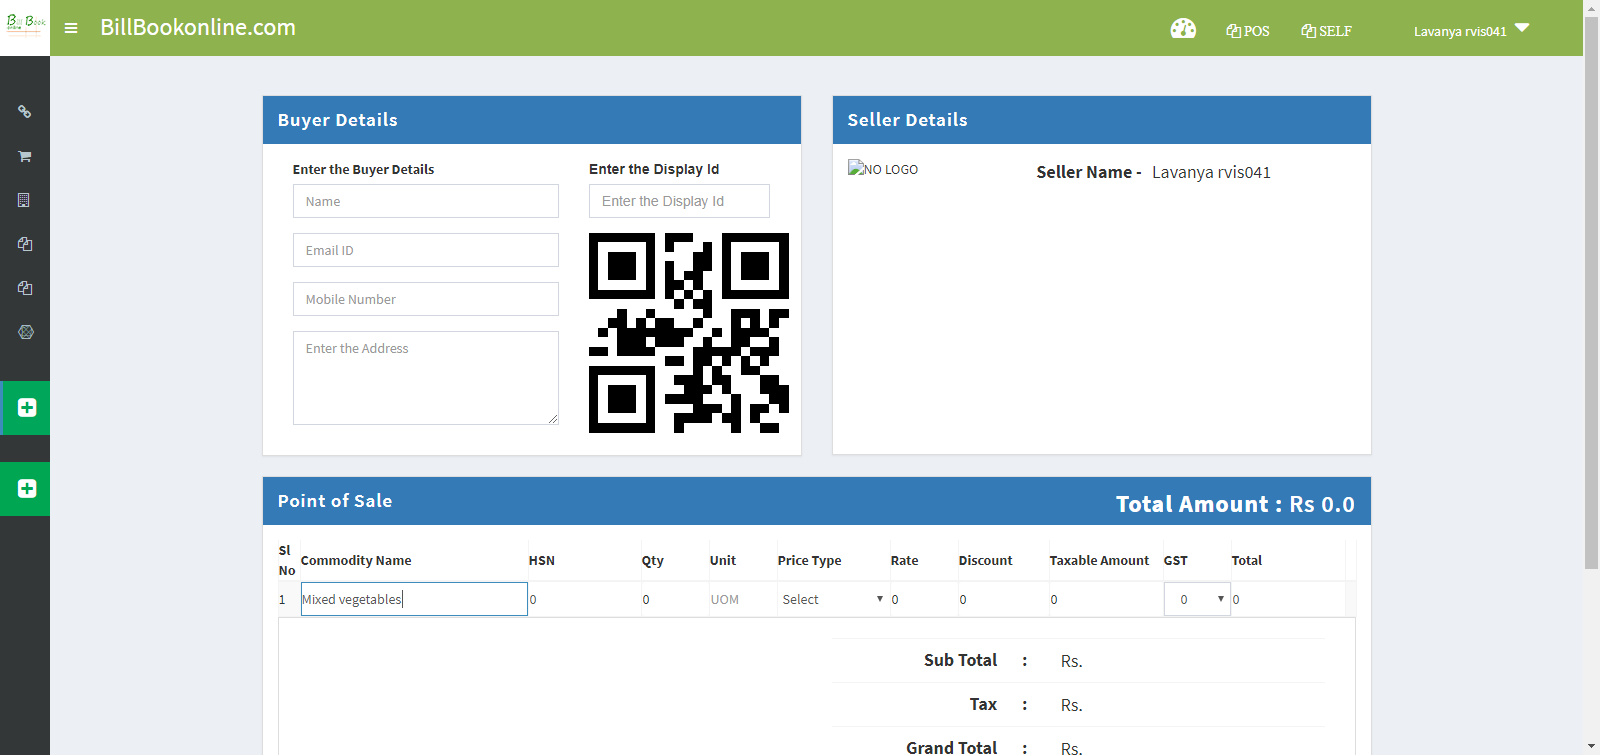 Bill Book
online
BillBookonline.com
POS
SELF
Lavanya rvis041
Buyer Details
Enter the Buyer Details
Name
Email ID
Mobile Number
Enter the Address
Enter the Display Id
Enter the Display Id
Seller Details
NO LOGO
Seller Name - Lavanya rvis041
Point of Sale
Total Amount : Rs 0.0
Sl No Commodity Name HSN Qty Unit Price Type Rate Discount Taxable Amount GST Total
1 Mixed vegetables 0 0 UOM Select 0 0 0 0 0
Sub Total : Rs.
Tax : Rs.
Grand Total : Rs.